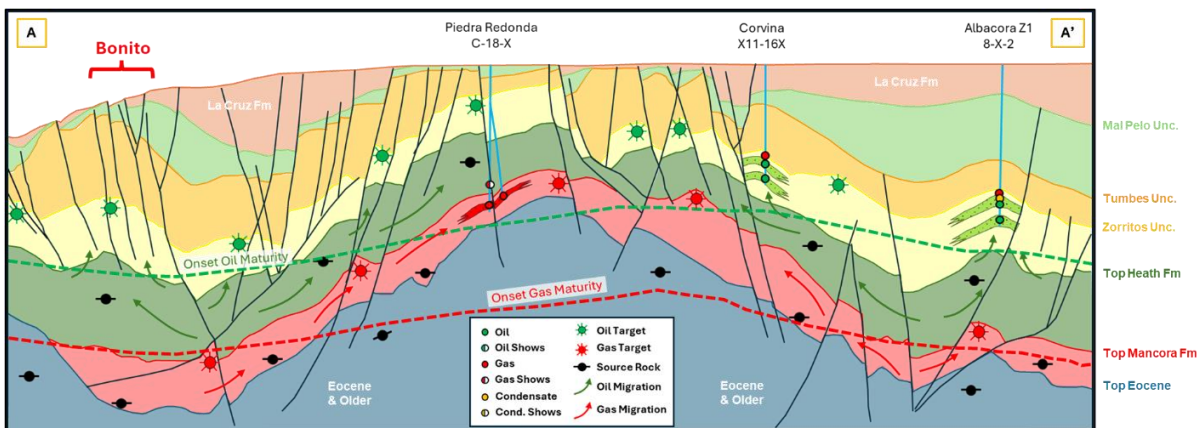 A
Bonito
Piedra Redonda
C-18-X
Corvina
X11-16X
Albacora Z1
8-X-2
A'
La Cruz Fm
La Cruz Fm
Mal Pelo Unc.
Tumbes Unc.
Zorritos Unc.
Onset Oil Maturity
Top Heath Fm
Onset Gas Maturity
Top Mancora Fm
Top Eocene
Eocene
& Older
Eocene
& Older
Oil
Oil Shows
Gas
Gas Shows
Condensate
Cond. Shows
Oil Target
Gas Target
Source Rock
Oil Migration
Gas Migration